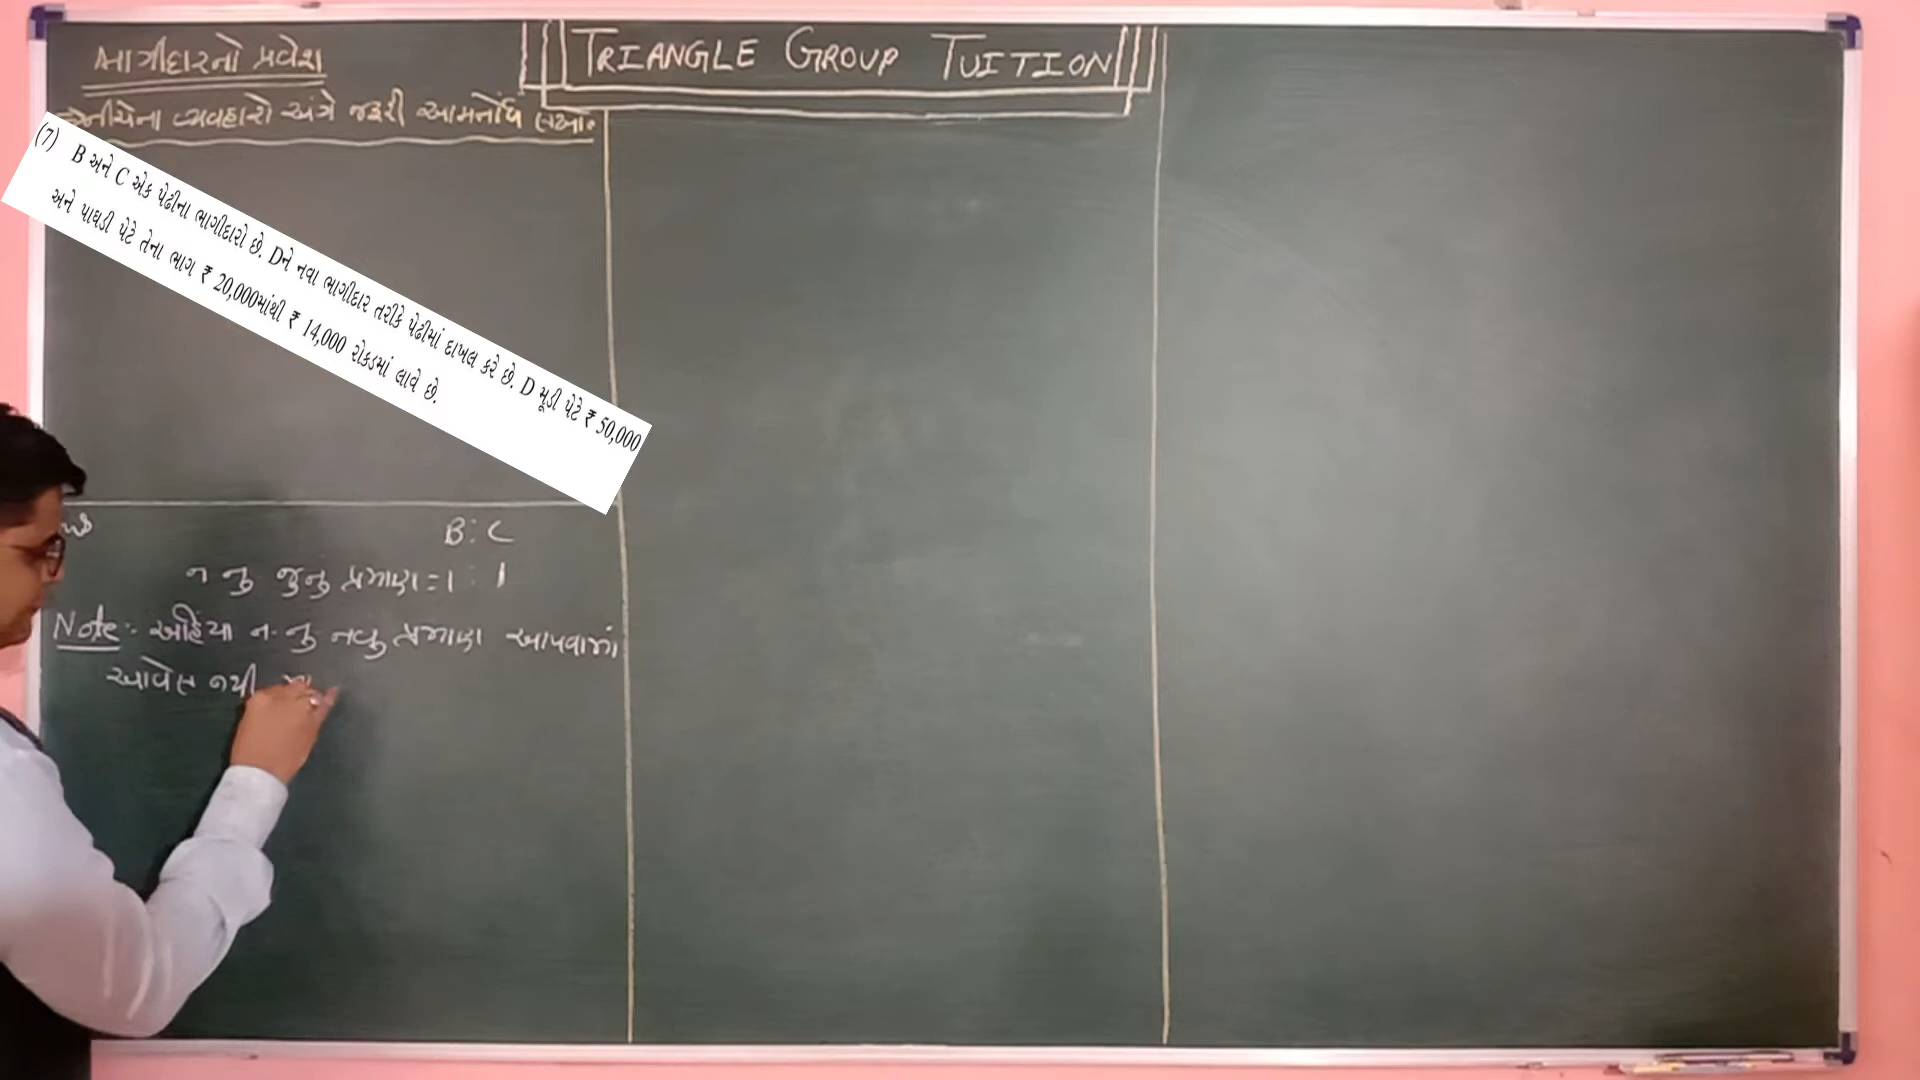 ભાગીદારનો પ્રવેશ
TRIANGLE GROUP TUITION
નીચેના વ્યવહારો અંગે જરૂરી આમનોંધ લખો.
(7) B અને C એક પેઢીના ભાગીદારો છે. Dને નવા ભાગીદાર તરીકે પેઢીમાં દાખલ કરે છે. D મૂડી પેટે ₹ 50,000
અને પાઘડી પેટે તેના ભાગ ₹ 20,000માંથી ₹ 14,000 રોકડમાં લાવે છે.
B : C
ન નુ જુનુ પ્રમાણ = 1 : 1
Note:- અહિંયા ન. નુ નવુ પ્રમાણ આપવામાં
આવેલ નથી